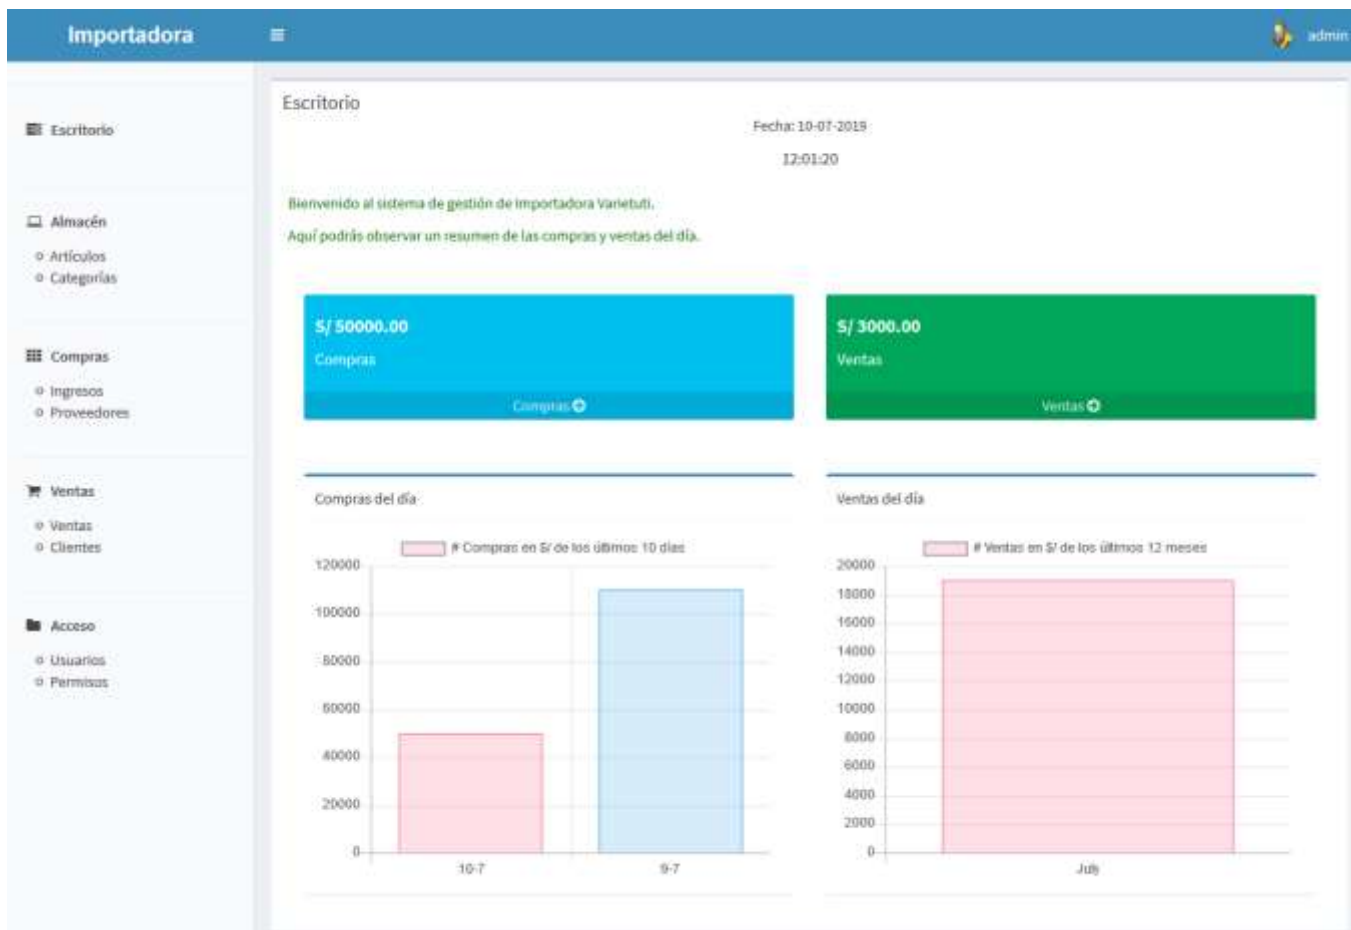 Importadora
admin
Escritorio
Almacén
Artículos
Categorías
Compras
Ingresos
Proveedores
Ventas
Ventas
Clientes
Acceso
Usuarios
Permisos
Escritorio
Fecha: 10-07-2019
12:01:20
Bienvenido al sistema de gestión de Importadora Varietuti.
Aquí podrás observar un resumen de las compras y ventas del día.
S/ 50000.00
Compras
Compras
S/ 3000.00
Ventas
Ventas
Compras del día
# Compras en S/ de los últimos 10 días
120000
100000
80000
60000
40000
20000
0
10-7
9-7
Ventas del día
# Ventas en S/ de los últimos 12 meses
20000
18000
16000
14000
12000
10000
8000
6000
4000
2000
0
July